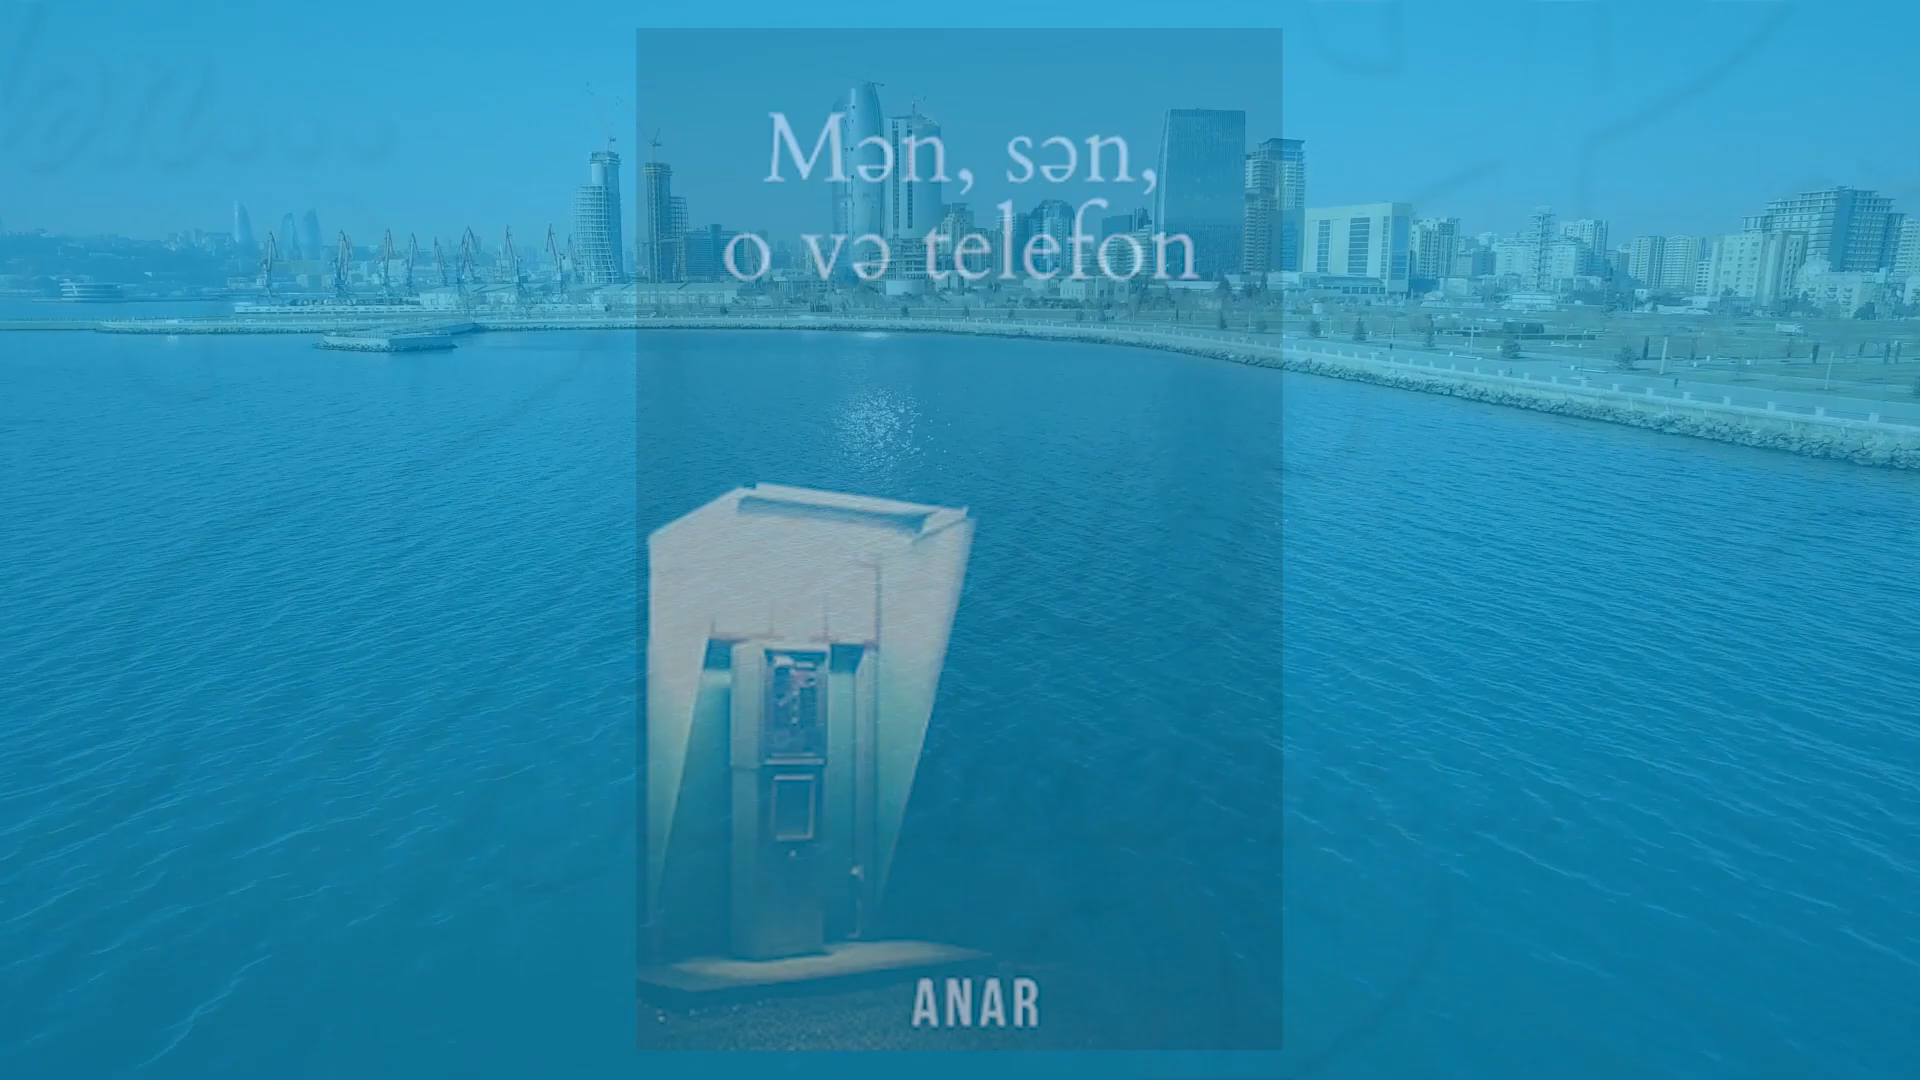 Mən, sən,
o və telefon
ANAR